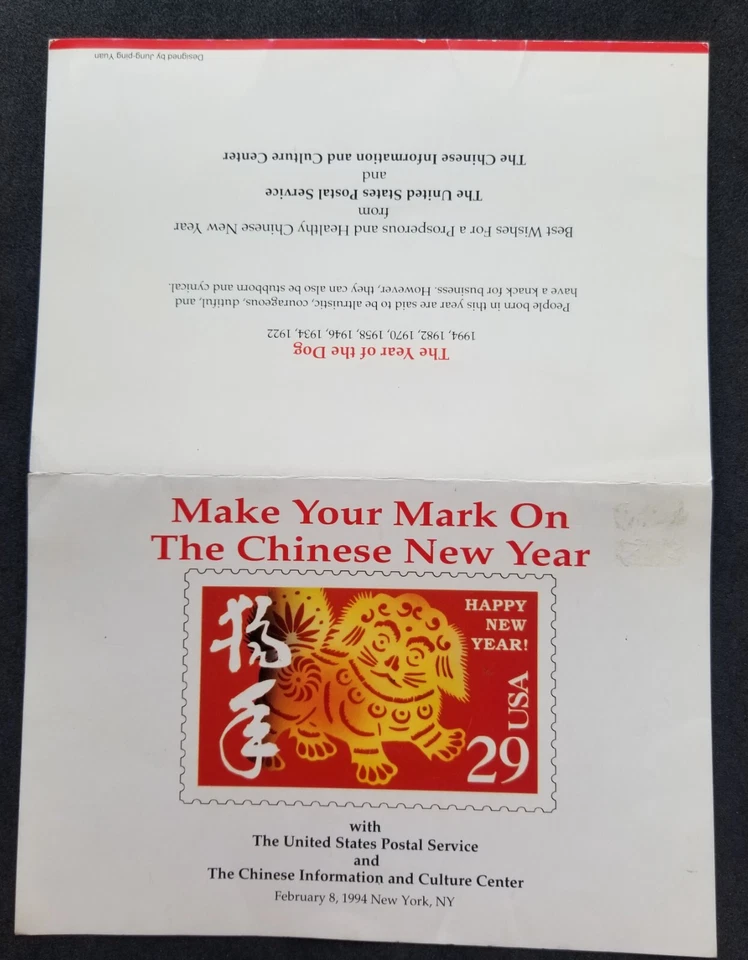 Make Your Mark On
The Chinese New Year
狗
年
HAPPY
NEW
YEAR!
USA
29
with
The United States Postal Service
and
The Chinese Information and Culture Center
February 8, 1994 New York, NY
The Year of the Dog
1994, 1982, 1970, 1958, 1946, 1934, 1922
People born in this year are said to be altruistic, courageous, dutiful, and
have a knack for business. However, they can also be stubborn and cynical.
Best Wishes For a Prosperous and Healthy Chinese New Year
from
The United States Postal Service
and
The Chinese Information and Culture Center
Designed by Jung-ping Yuan